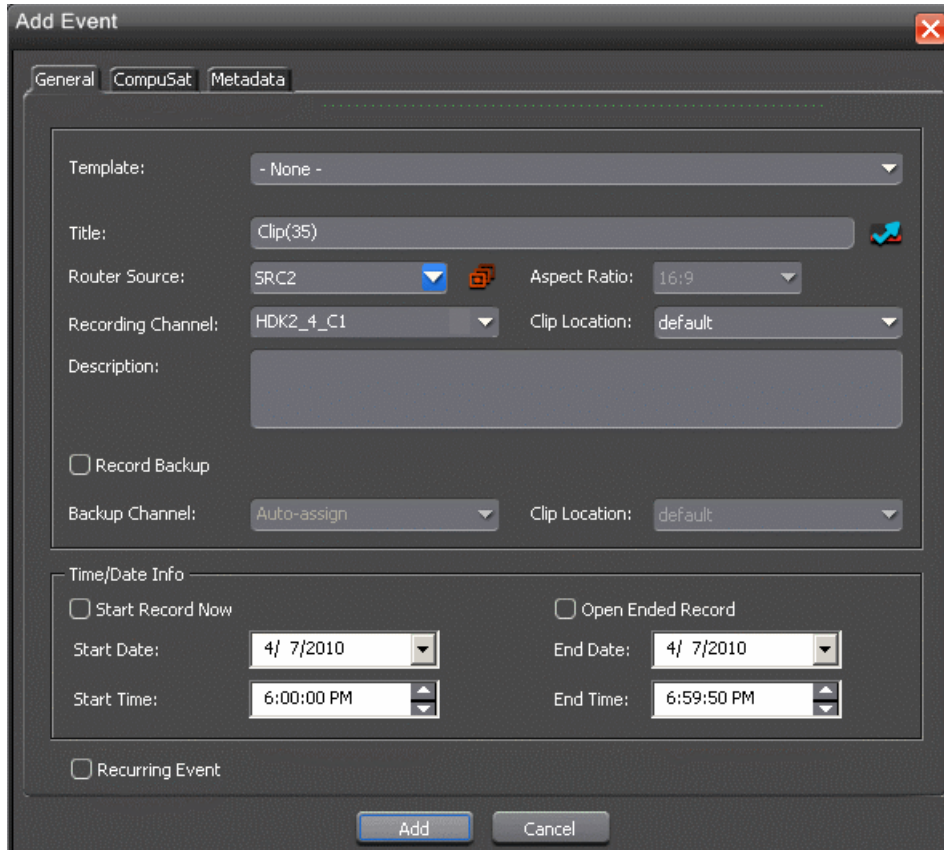 Add Event
General CompuSat Metadata
Template: - None -
Title: Clip(35)
Router Source: SRC2 Aspect Ratio: 16:9
Recording Channel: HDK2_4_C1 Clip Location: default
Description:
Record Backup
Backup Channel: Auto-assign Clip Location: default
Time/Date Info
Start Record Now Open Ended Record
Start Date: 4/ 7/2010 End Date: 4/ 7/2010
Start Time: 6:00:00 PM End Time: 6:59:50 PM
Recurring Event
Add Cancel